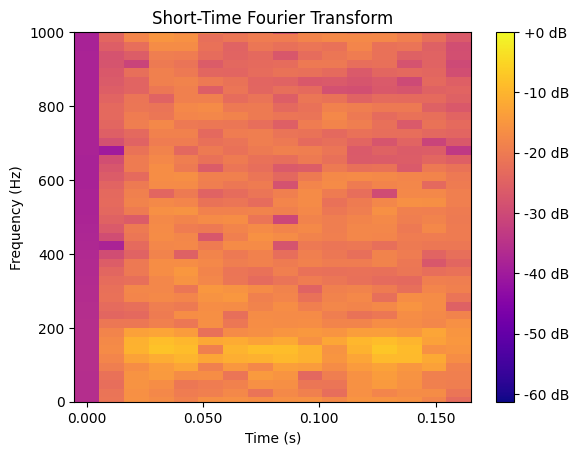 Short-Time Fourier Transform
1000
800
600
400
200
0
Frequency (Hz)
0.000
0.050
0.100
0.150
Time (s)
+0 dB
-10 dB
-20 dB
-30 dB
-40 dB
-50 dB
-60 dB